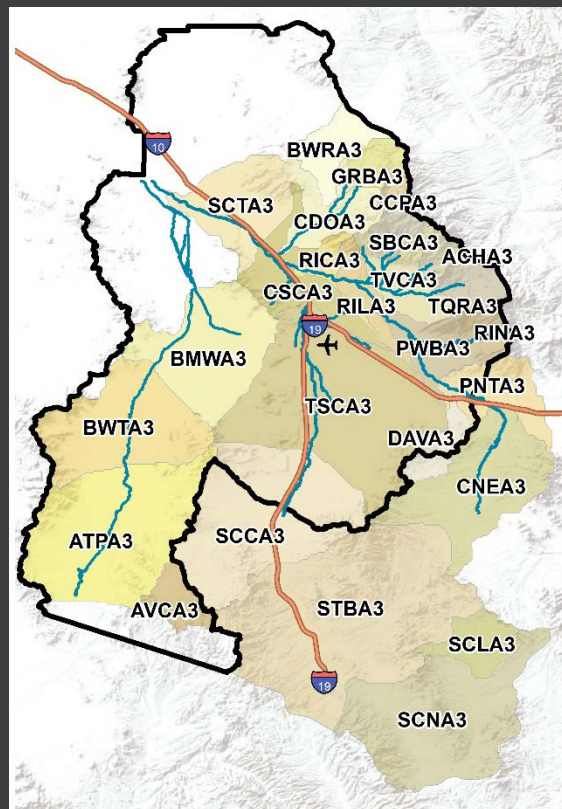 10
BWRA3
GRBA3
CCPA3
SCTA3
CDOA3
SBCA3
RICA3
ACHA3
TVCA3
CSCA3
RILA3
TQRA3
19
RINA3
BMWA3
PWBA3
PNTA3
TSCA3
BWTA3
DAVA3
CNEA3
SCCA3
ATPA3
AVCA3
STBA3
SCLA3
19
SCNA3